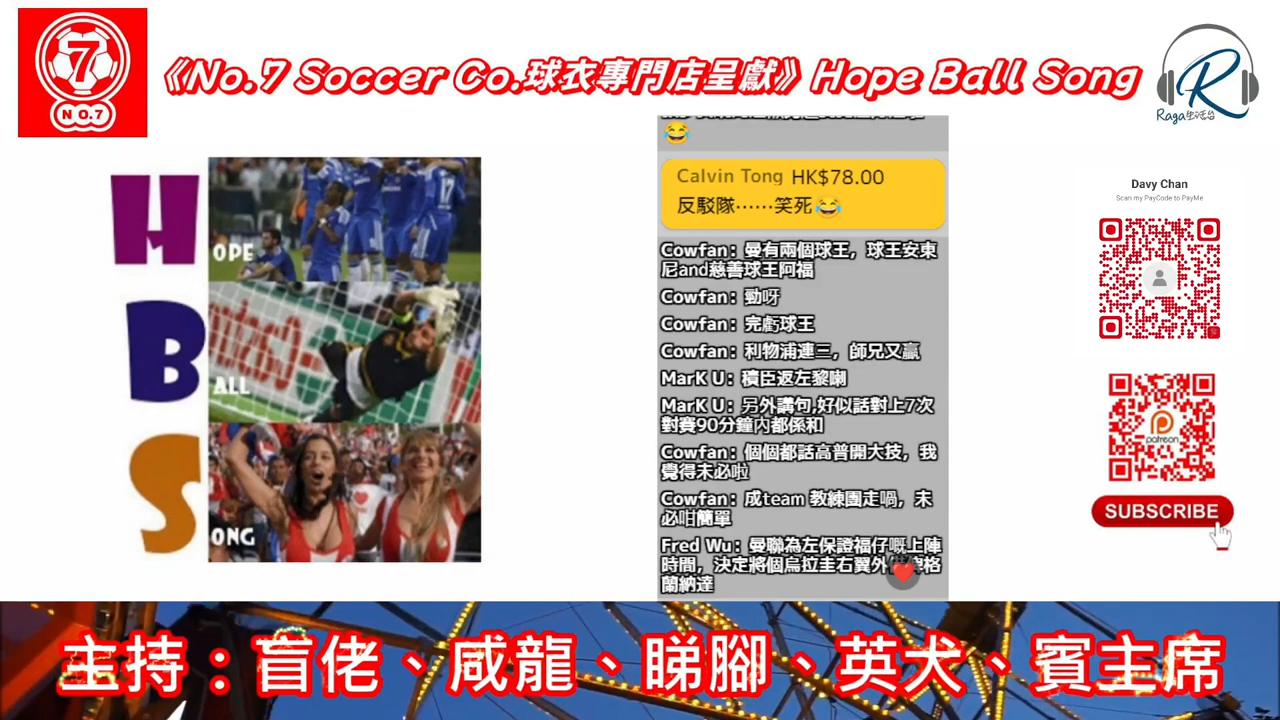 7
NO.7
《No.7 Soccer Co.球衣專門店呈獻》Hope Ball Song
R
Raga生活台
H
OPE
17
B
ALL
S
ONG
Calvin Tong HK$78.00
反駁隊……笑死😂
Cowfan: 曼有兩個球王，球王安東
尼and慈善球王阿福
Cowfan: 勁呀
Cowfan: 完虧球王
Cowfan: 利物浦連三，師兄又贏
MarK U: 積臣返左黎喇
MarK U: 另外講句,好似話對上7次
對賽90分鐘內都係和
Cowfan: 個個都話高普開大技，我
覺得未必啦
Cowfan: 成team 教練團走喎，未
必咁簡單
Fred Wu: 曼聯為左保證福仔嘅上陣
時間，決定將個烏拉圭右翼外借俾格
蘭納達
Davy Chan
Scan my PayCode to PayMe
patreon
SUBSCRIBE
主持：盲佬、咸龍、睇腳、英犬、賓主席